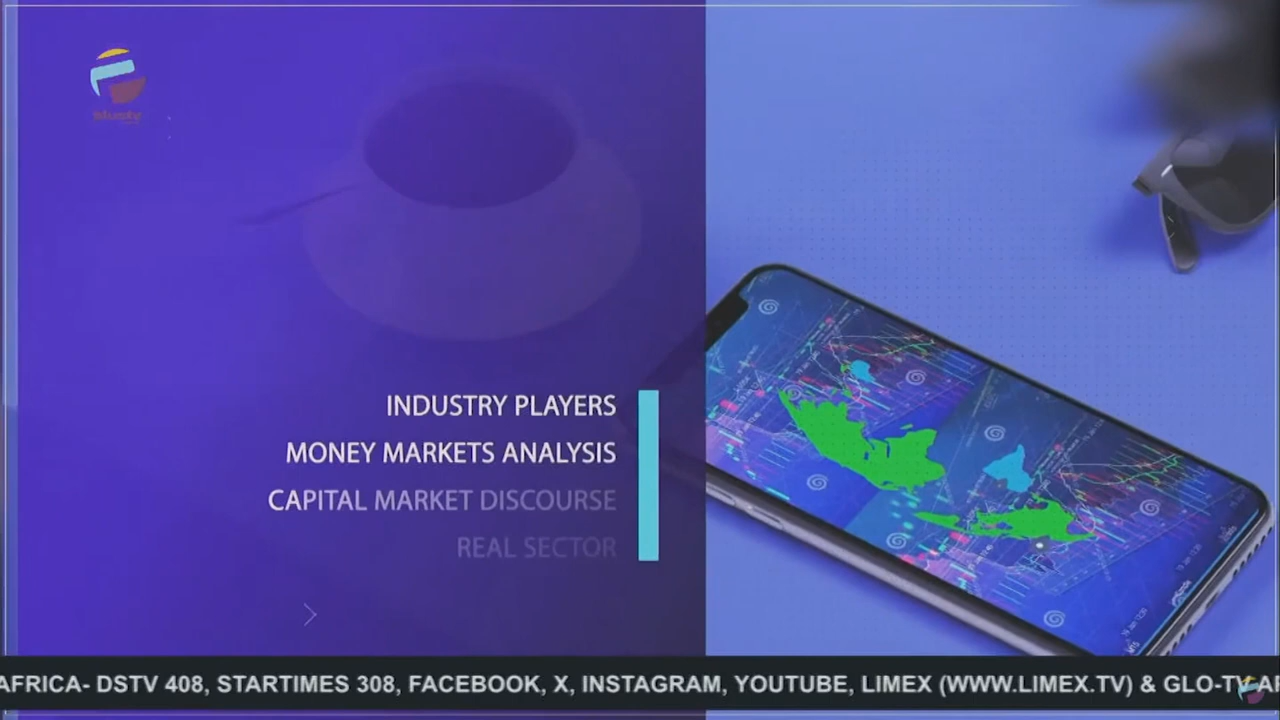 INDUSTRY PLAYERS
MONEY MARKETS ANALYSIS
CAPITAL MARKET DISCOURSE
REAL SECTOR
AFRICA- DSTV 408, STARTIMES 308, FACEBOOK, X, INSTAGRAM, YOUTUBE, LIMEX (WWW.LIMEX.TV) & GLO-TV AF